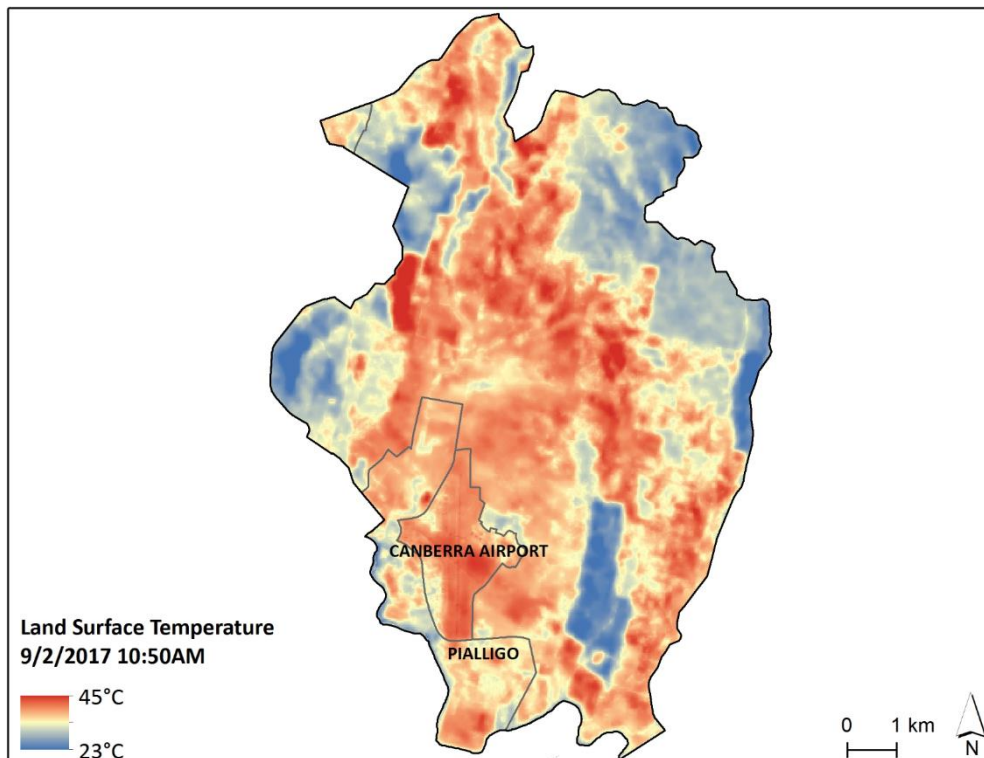 CANBERRA AIRPORT
PIALLIGO
Land Surface Temperature
9/2/2017 10:50AM
45°C
23°C
0 1 km
N